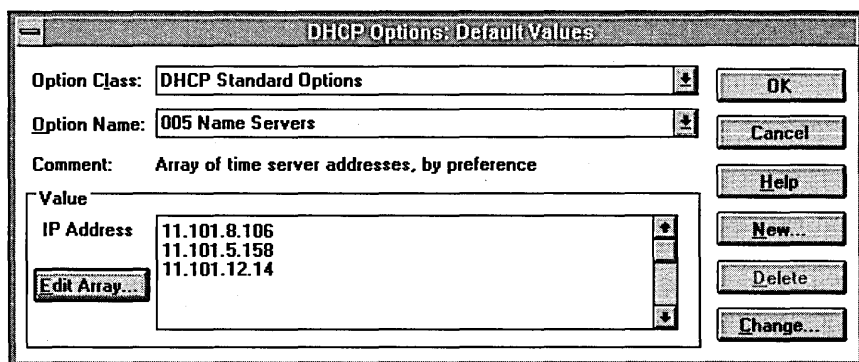 DHCP Options: Default Values
Option Class: DHCP Standard Options
OK
Option Name: 005 Name Servers
Cancel
Comment: Array of time server addresses, by preference
Help
Value
IP Address
11.101.8.106
11.101.5.158
11.101.12.14
New...
Edit Array...
Delete
Change...